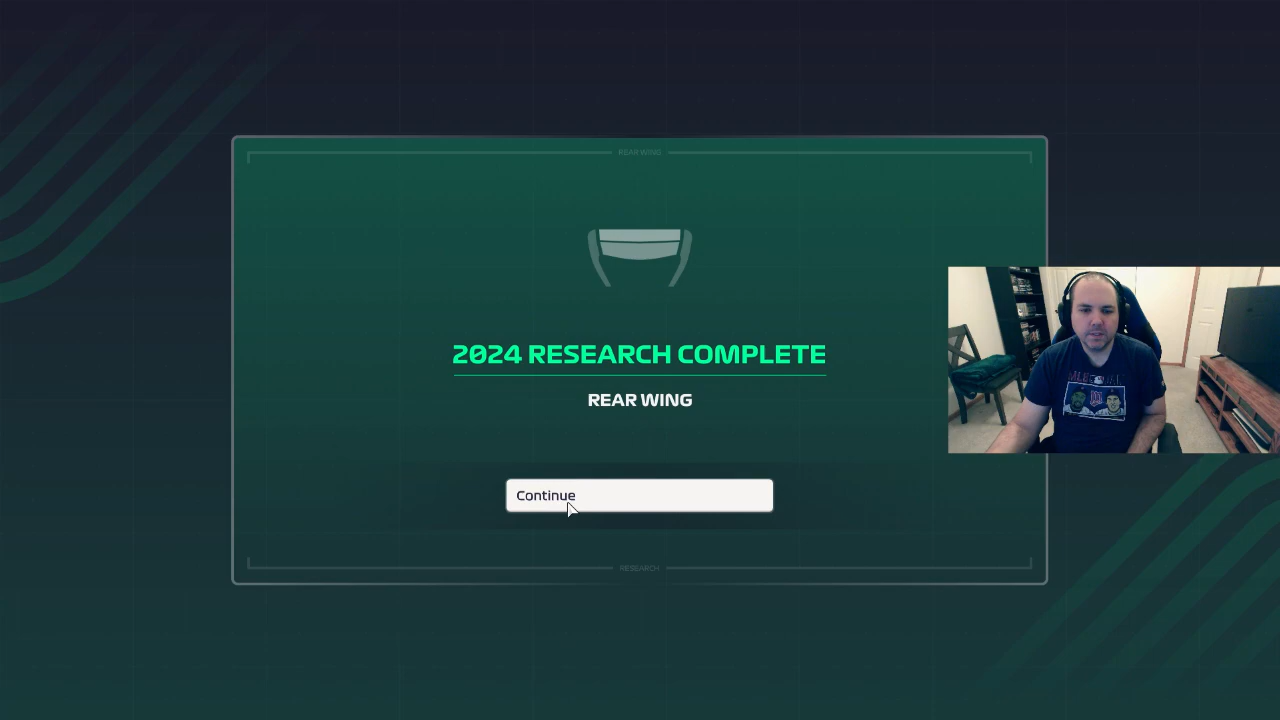 REAR WING
2024 RESEARCH COMPLETE
REAR WING
Continue
RESEARCH